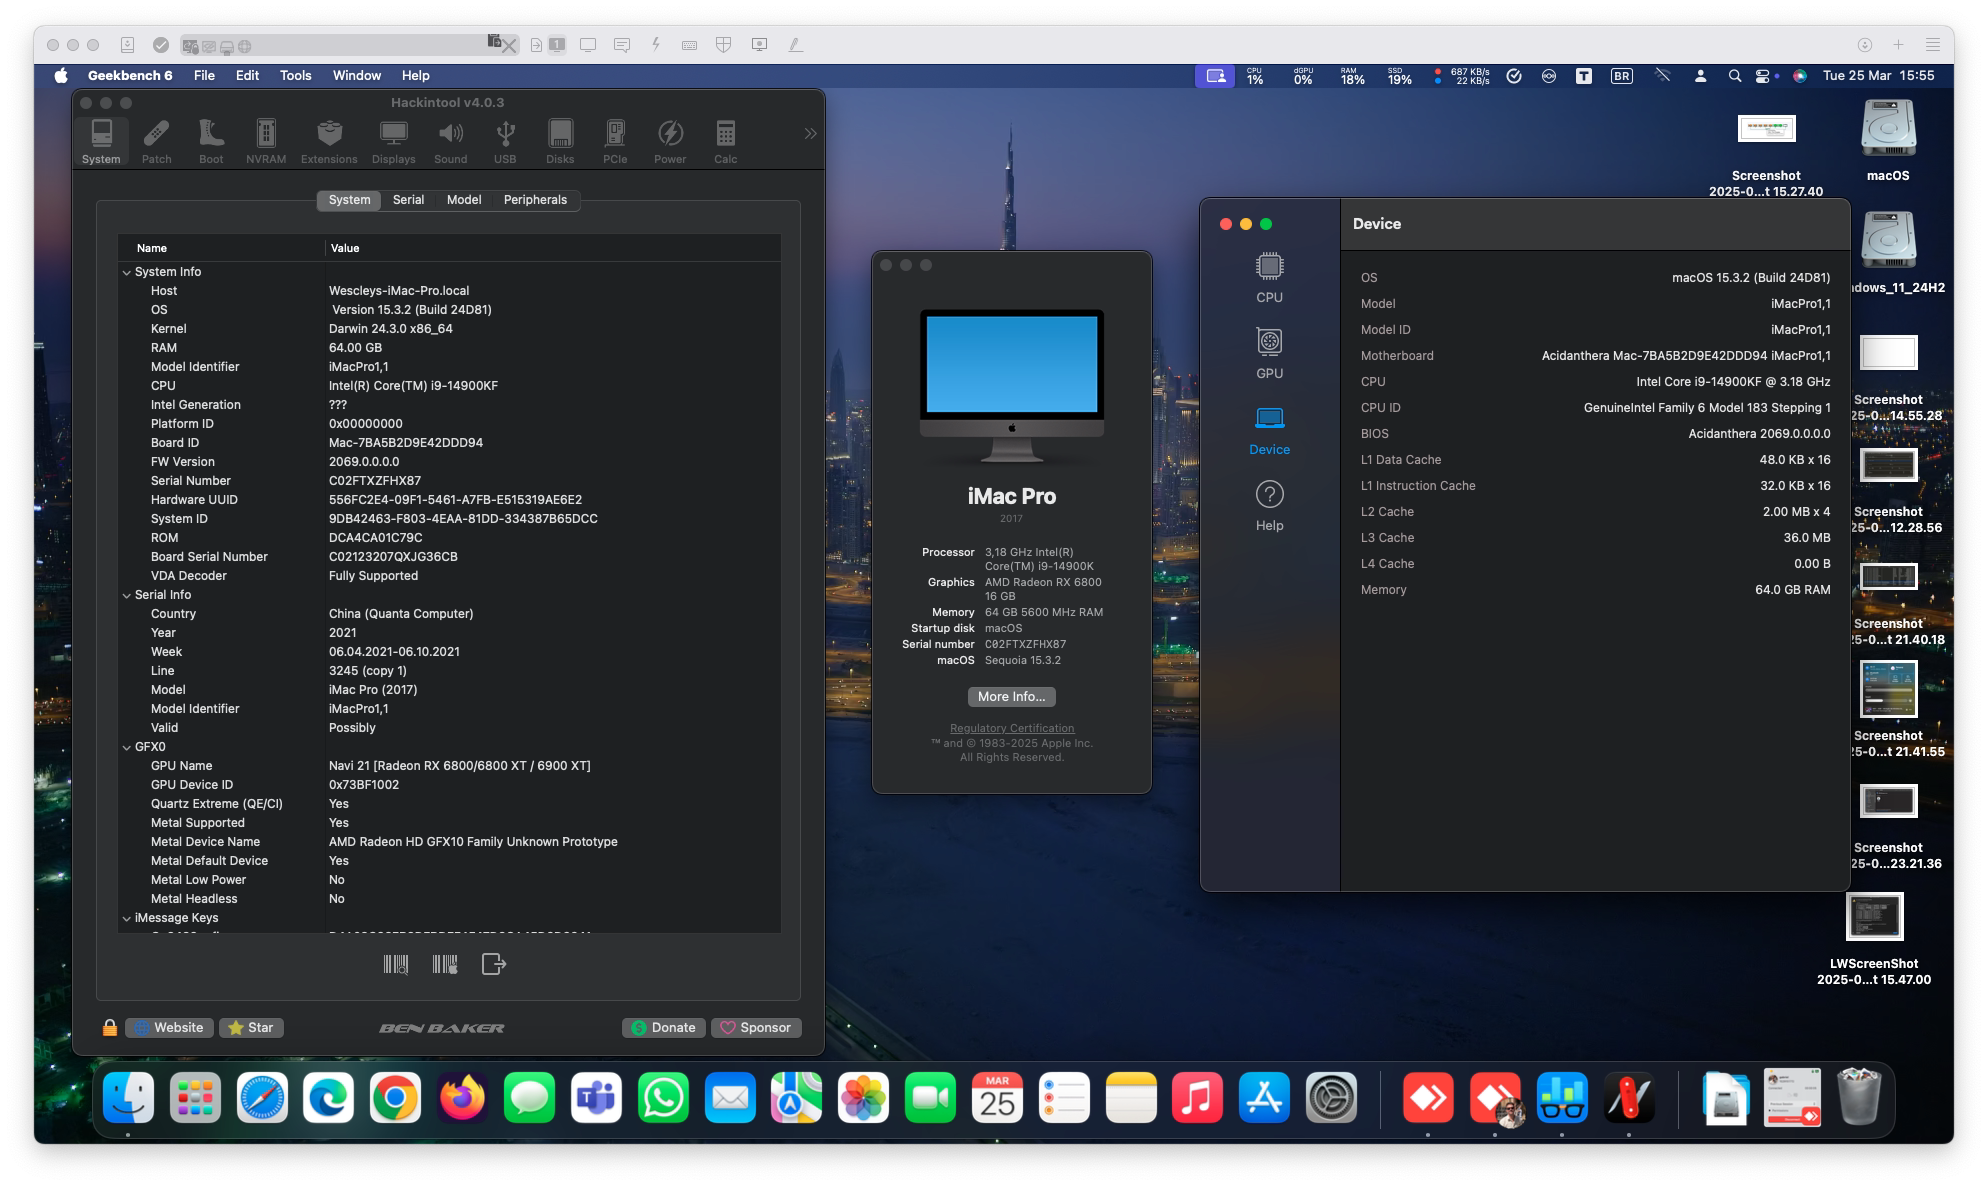 1
Geekbench 6 File Edit Tools Window Help
CPU 1% dGPU 0% RAM 18% SSD 19% 687 KB/s 22 KB/s T BR Tue 25 Mar 15:55
Hackintool v4.0.3
System Patch Boot NVRAM Extensions Displays Sound USB Disks PCIe Power Calc
System Serial Model Peripherals
Name Value
System Info
Host Wescleys-iMac-Pro.local
OS Version 15.3.2 (Build 24D81)
Kernel Darwin 24.3.0 x86_64
RAM 64.00 GB
Model Identifier iMacPro1,1
CPU Intel(R) Core(TM) i9-14900KF
Intel Generation ???
Platform ID 0x00000000
Board ID Mac-7BA5B2D9E42DDD94
FW Version 2069.0.0.0.0
Serial Number C02FTXZFHX87
Hardware UUID 556FC2E4-09F1-5461-A7FB-E515319AE6E2
System ID 9DB42463-F803-4EAA-81DD-334387B65DCC
ROM DCA4CA01C79C
Board Serial Number C02123207QXJG36CB
VDA Decoder Fully Supported
Serial Info
Country China (Quanta Computer)
Year 2021
Week 06.04.2021-06.10.2021
Line 3245 (copy 1)
Model iMac Pro (2017)
Model Identifier iMacPro1,1
Valid Possibly
GFX0
GPU Name Navi 21 [Radeon RX 6800/6800 XT / 6900 XT]
GPU Device ID 0x73BF1002
Quartz Extreme (QE/CI) Yes
Metal Supported Yes
Metal Device Name AMD Radeon HD GFX10 Family Unknown Prototype
Metal Default Device Yes
Metal Low Power No
Metal Headless No
iMessage Keys
Website Star BEN BAKER Donate Sponsor
iMac Pro
2017
Processor 3,18 GHz Intel(R)
Core(TM) i9-14900K
Graphics AMD Radeon RX 6800
16 GB
Memory 64 GB 5600 MHz RAM
Startup disk macOS
Serial number C02FTXZFHX87
macOS Sequoia 15.3.2
More Info...
Regulatory Certification
™ and © 1983-2025 Apple Inc.
All Rights Reserved.
Device
CPU
GPU
Device
Help
OS macOS 15.3.2 (Build 24D81)
Model iMacPro1,1
Model ID iMacPro1,1
Motherboard Acidanthera Mac-7BA5B2D9E42DDD94 iMacPro1,1
CPU Intel Core i9-14900KF @ 3.18 GHz
CPU ID GenuineIntel Family 6 Model 183 Stepping 1
BIOS Acidanthera 2069.0.0.0.0
L1 Data Cache 48.0 KB x 16
L1 Instruction Cache 32.0 KB x 16
L2 Cache 2.00 MB x 4
L3 Cache 36.0 MB
L4 Cache 0.00 B
Memory 64.0 GB RAM
Screenshot
2025-0...t 15.27.40
macOS
dows_11_24H2
Screenshot
25-0...14.55.28
Screenshot
25-0...12.28.56
Screenshot
25-0...t 21.40.18
Screenshot
25-0...t 21.41.55
Screenshot
25-0...23.21.36
LWScreenShot
2025-0...t 15.47.00
MAR
25